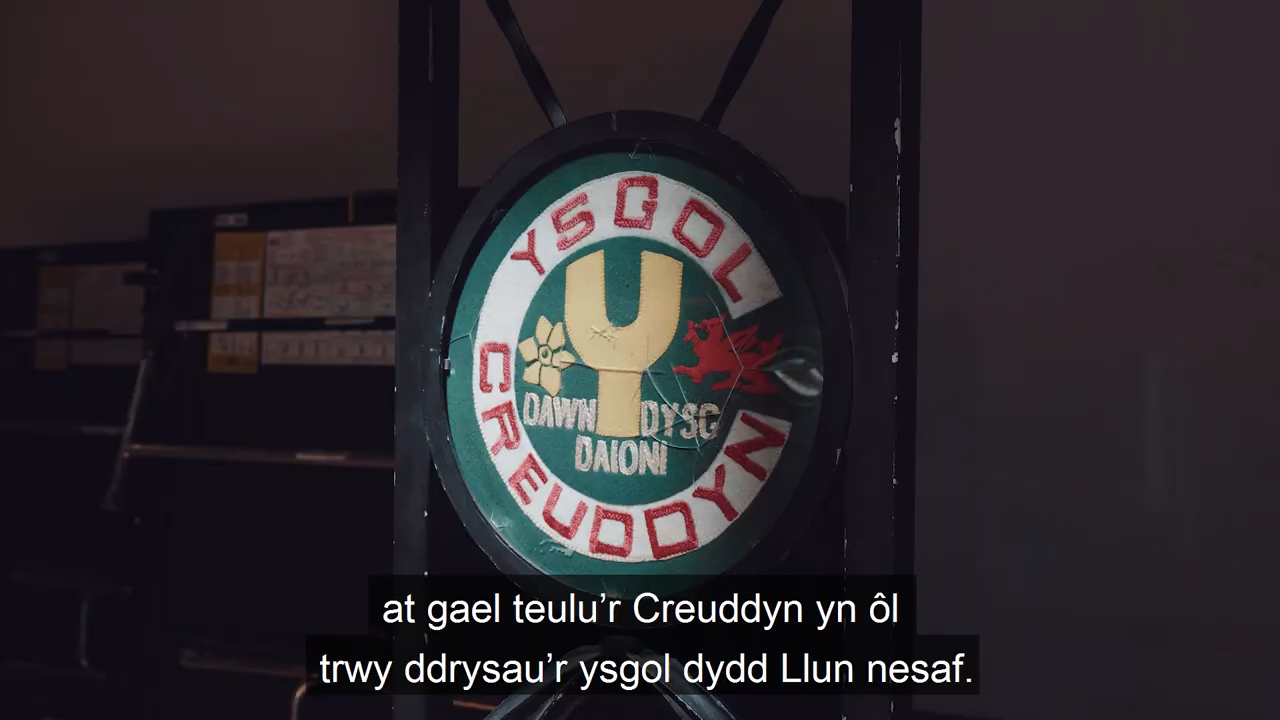 YSGOL
CREUDDYN
DAWN DYSG
DAIONI
at gael teulu’r Creuddyn yn ôl
trwy ddrysau’r ysgol dydd Llun nesaf.